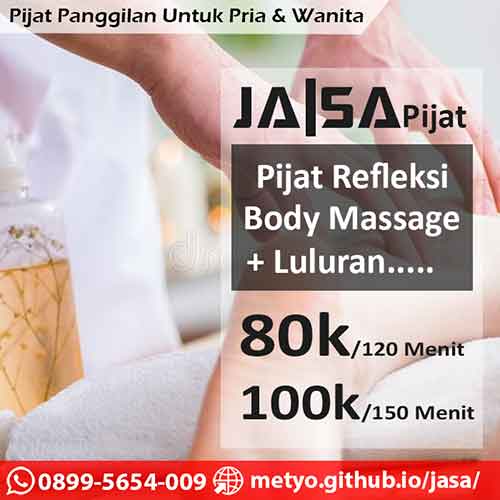 Pijat Panggilan Untuk Pria & Wanita
JA|SA Pijat
Pijat Refleksi
Body Massage
+ Luluran.....
80k/120 Menit
100k/150 Menit
0899-5654-009 metyo.github.io/jasa/